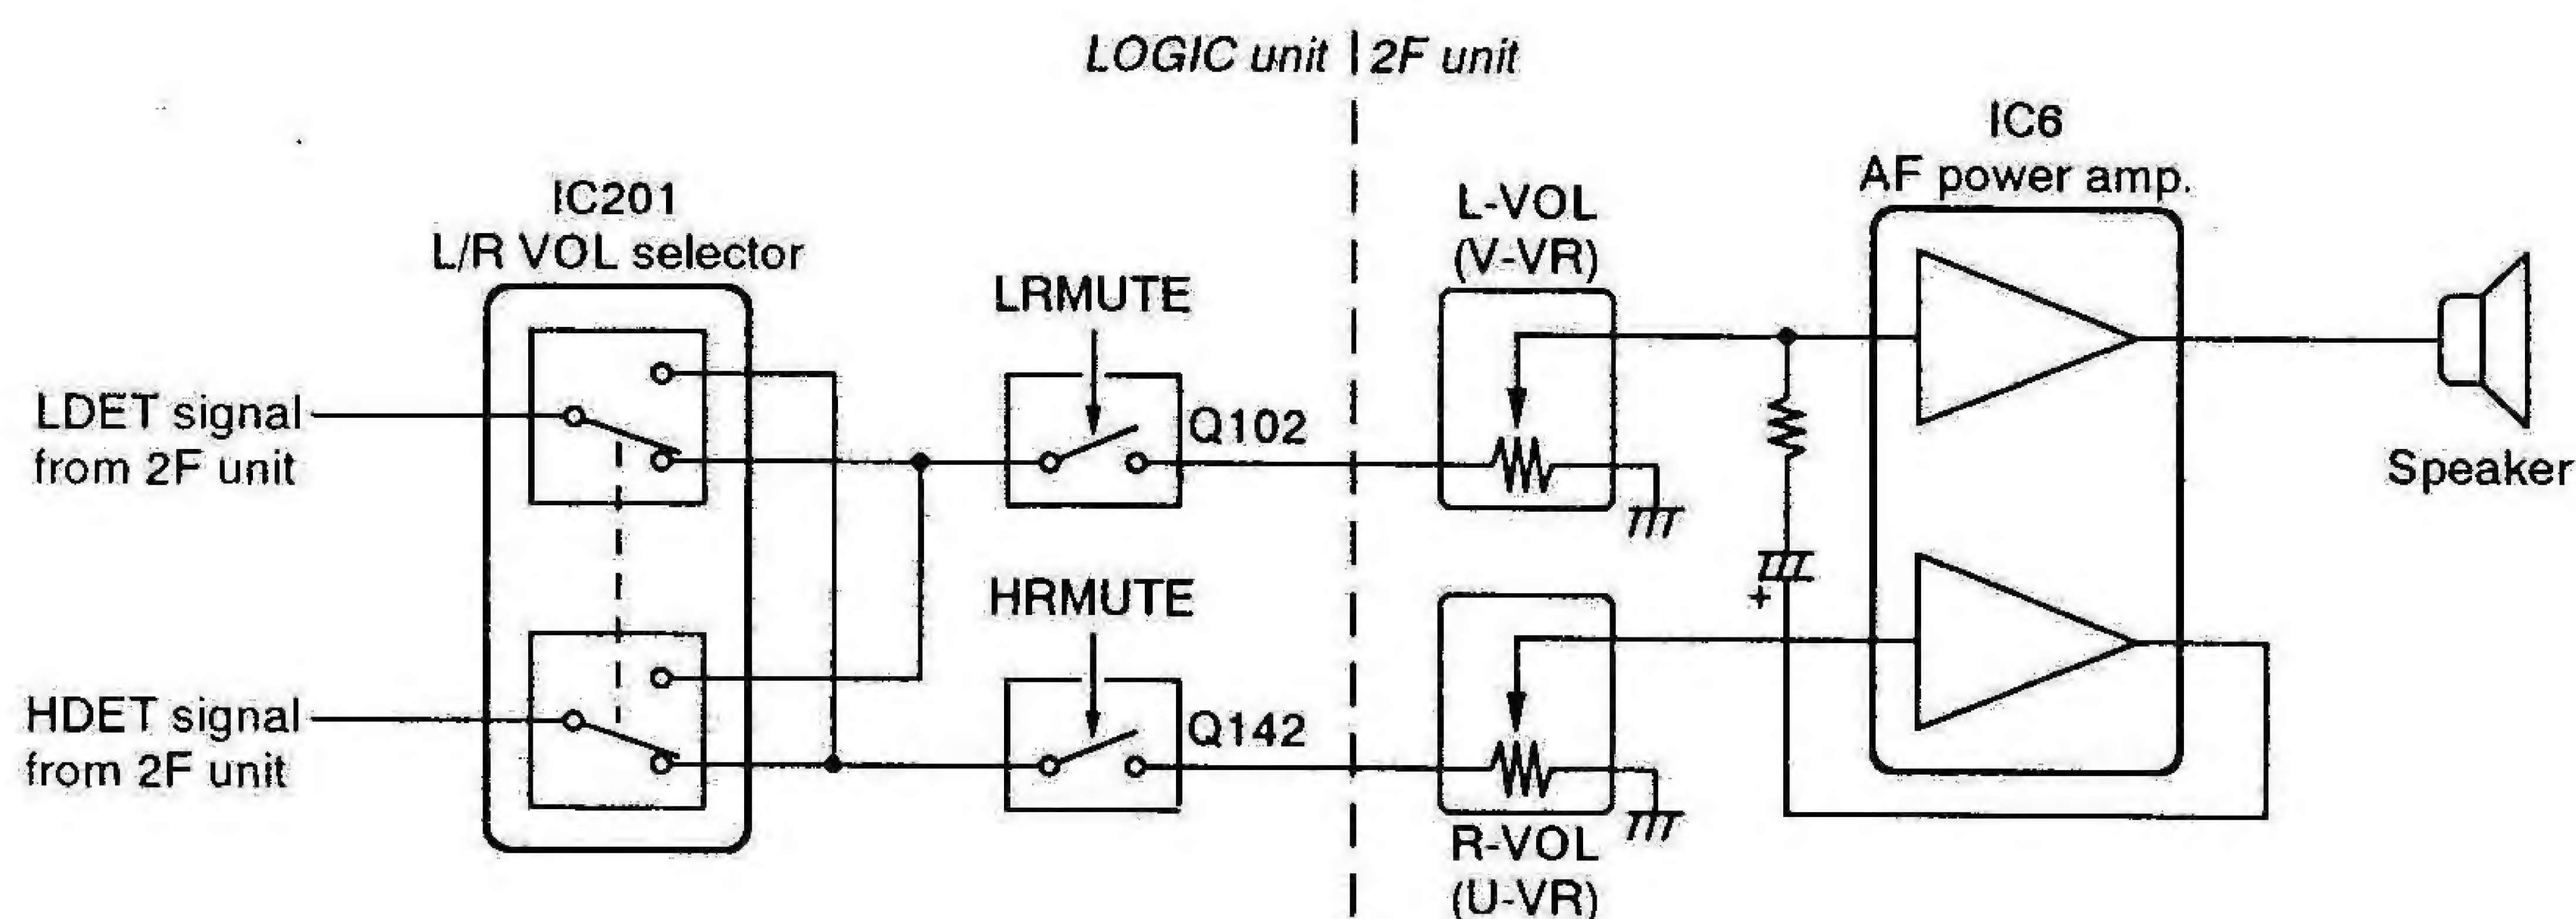 LOGIC unit | 2F unit
IC201
L/R VOL selector
LDET signal
from 2F unit
HDET signal
from 2F unit
LRMUTE
Q102
HRMUTE
Q142
L-VOL
(V-VR)
R-VOL
(U-VR)
IC6
AF power amp.
+
Speaker